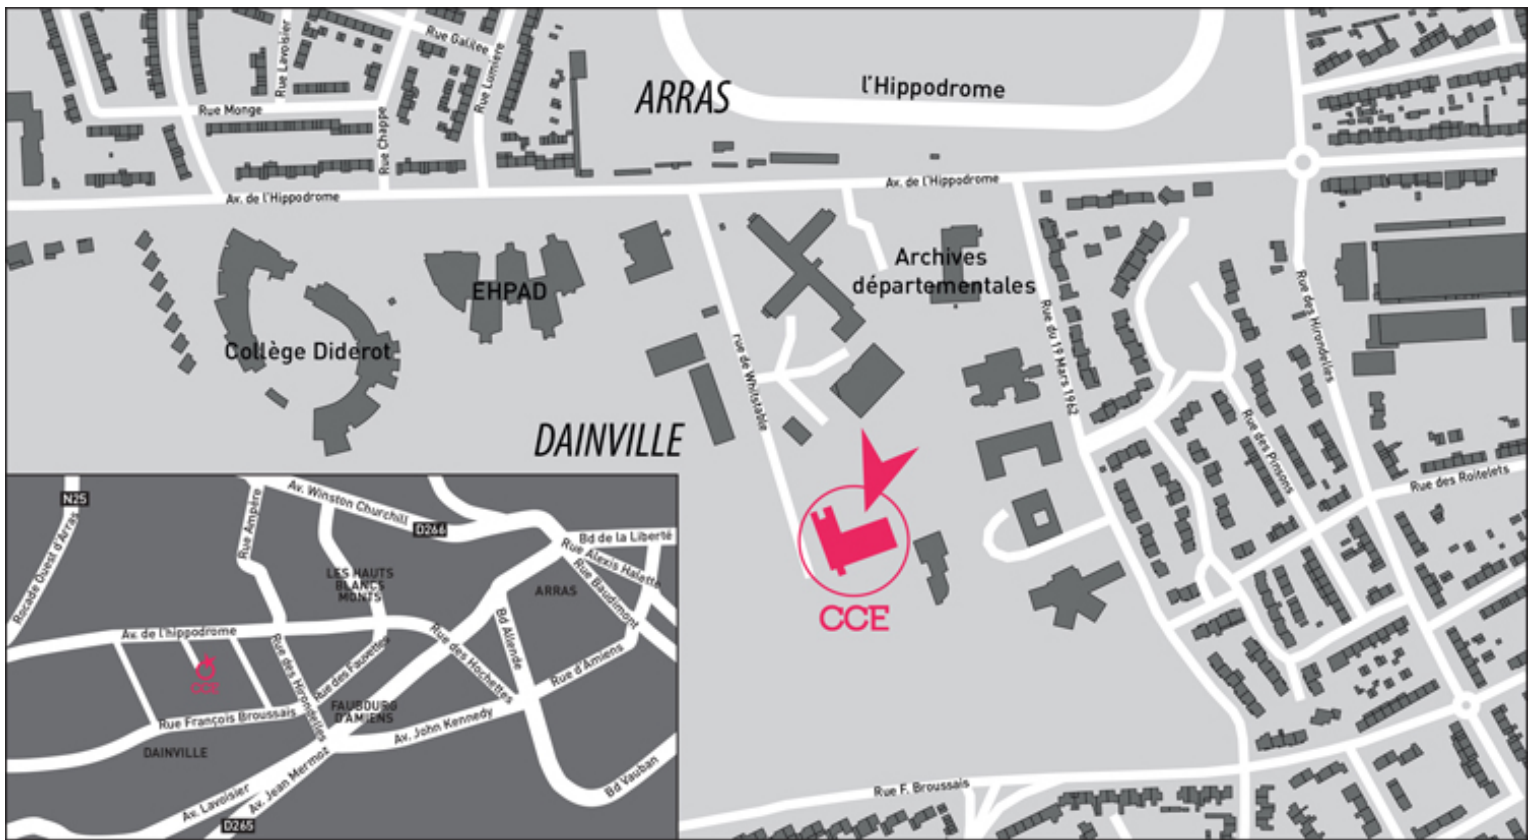 Rue Galilee
Rue Lavoisier
Rue Lumière
Rue Monge
Rue Chappe
ARRAS
l'Hippodrome
Av. de l'Hippodrome
Av. de l'Hippodrome
Archives
départementales
EHPAD
Collège Diderot
rue de Whitstable
Rue du 19 Mars 1962
Rue des Hirondelles
Rue des Pinsons
Rue des Roitelets
DAINVILLE
CCE
Rue F. Broussais
N25
Rocade Ouest d'Arras
Rue Ampère
Av. Winston Churchill
D266
Bd de la Liberté
Rue Alexis Halette
Rue Baudimont
LES HAUTS
BLANCS
MONTS
ARRAS
Av. de l'hippodrome
Bd Allende
Rue des Hochettes
Rue d'Amiens
Rue des Fauvettes
Rue des Hirondelles
CCE
Rue François Broussais
FAUBOURG
D'AMIENS
Av. John Kennedy
DAINVILLE
Av. Lavoisier
Av. Jean Mermoz
Bd Vauban
D265